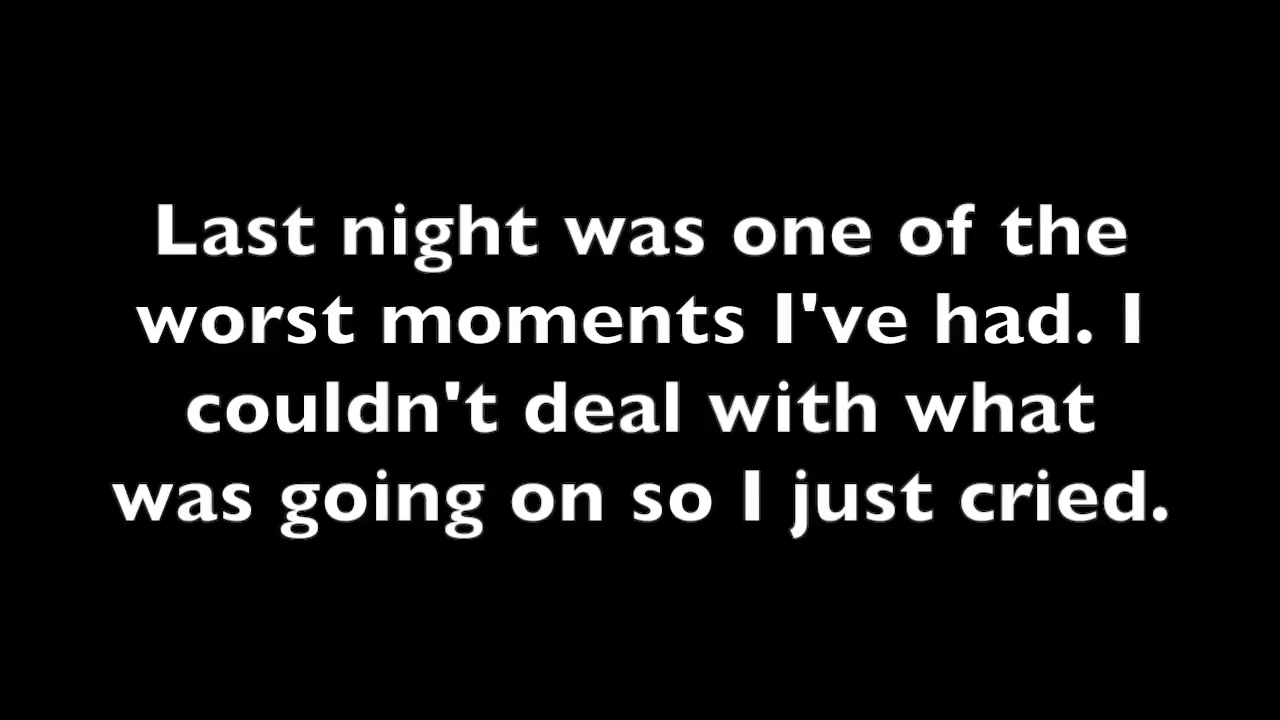 Last night was one of the
worst moments I've had. I
couldn't deal with what
was going on so I just cried.